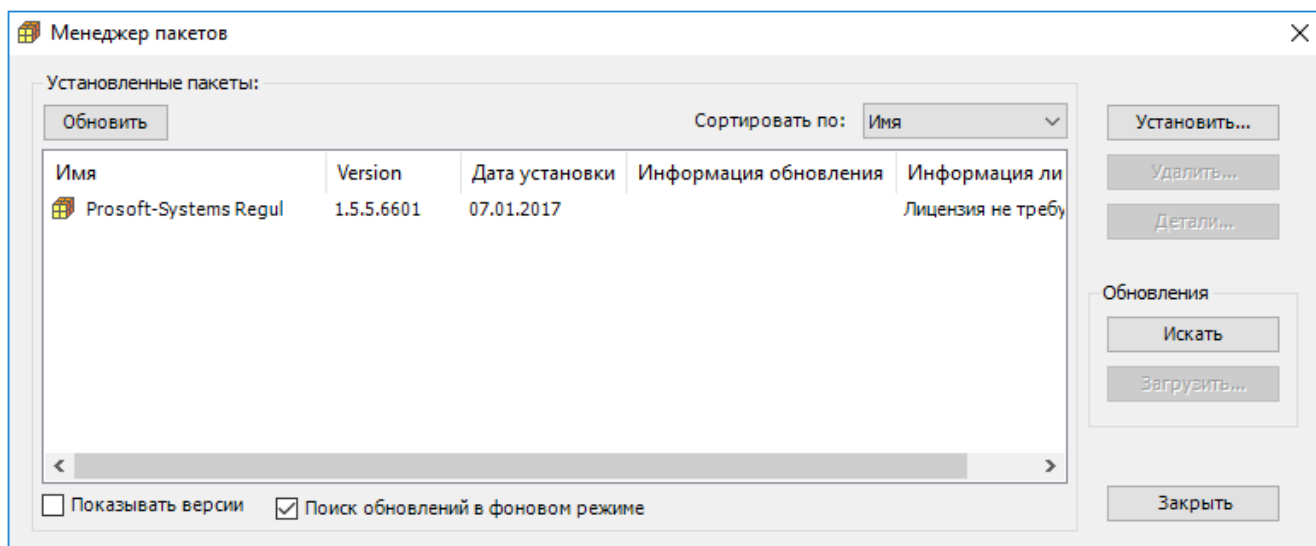 Менеджер пакетов
Установленные пакеты:
Обновить
Сортировать по: Имя
Установить...
Имя Version Дата установки Информация обновления Информация ли
Prosoft-Systems Regul 1.5.5.6601 07.01.2017 Лицензия не требу
Удалить...
Детали...
Обновления
Искать
Загрузить...
Показывать версии Поиск обновлений в фоновом режиме
Закрыть